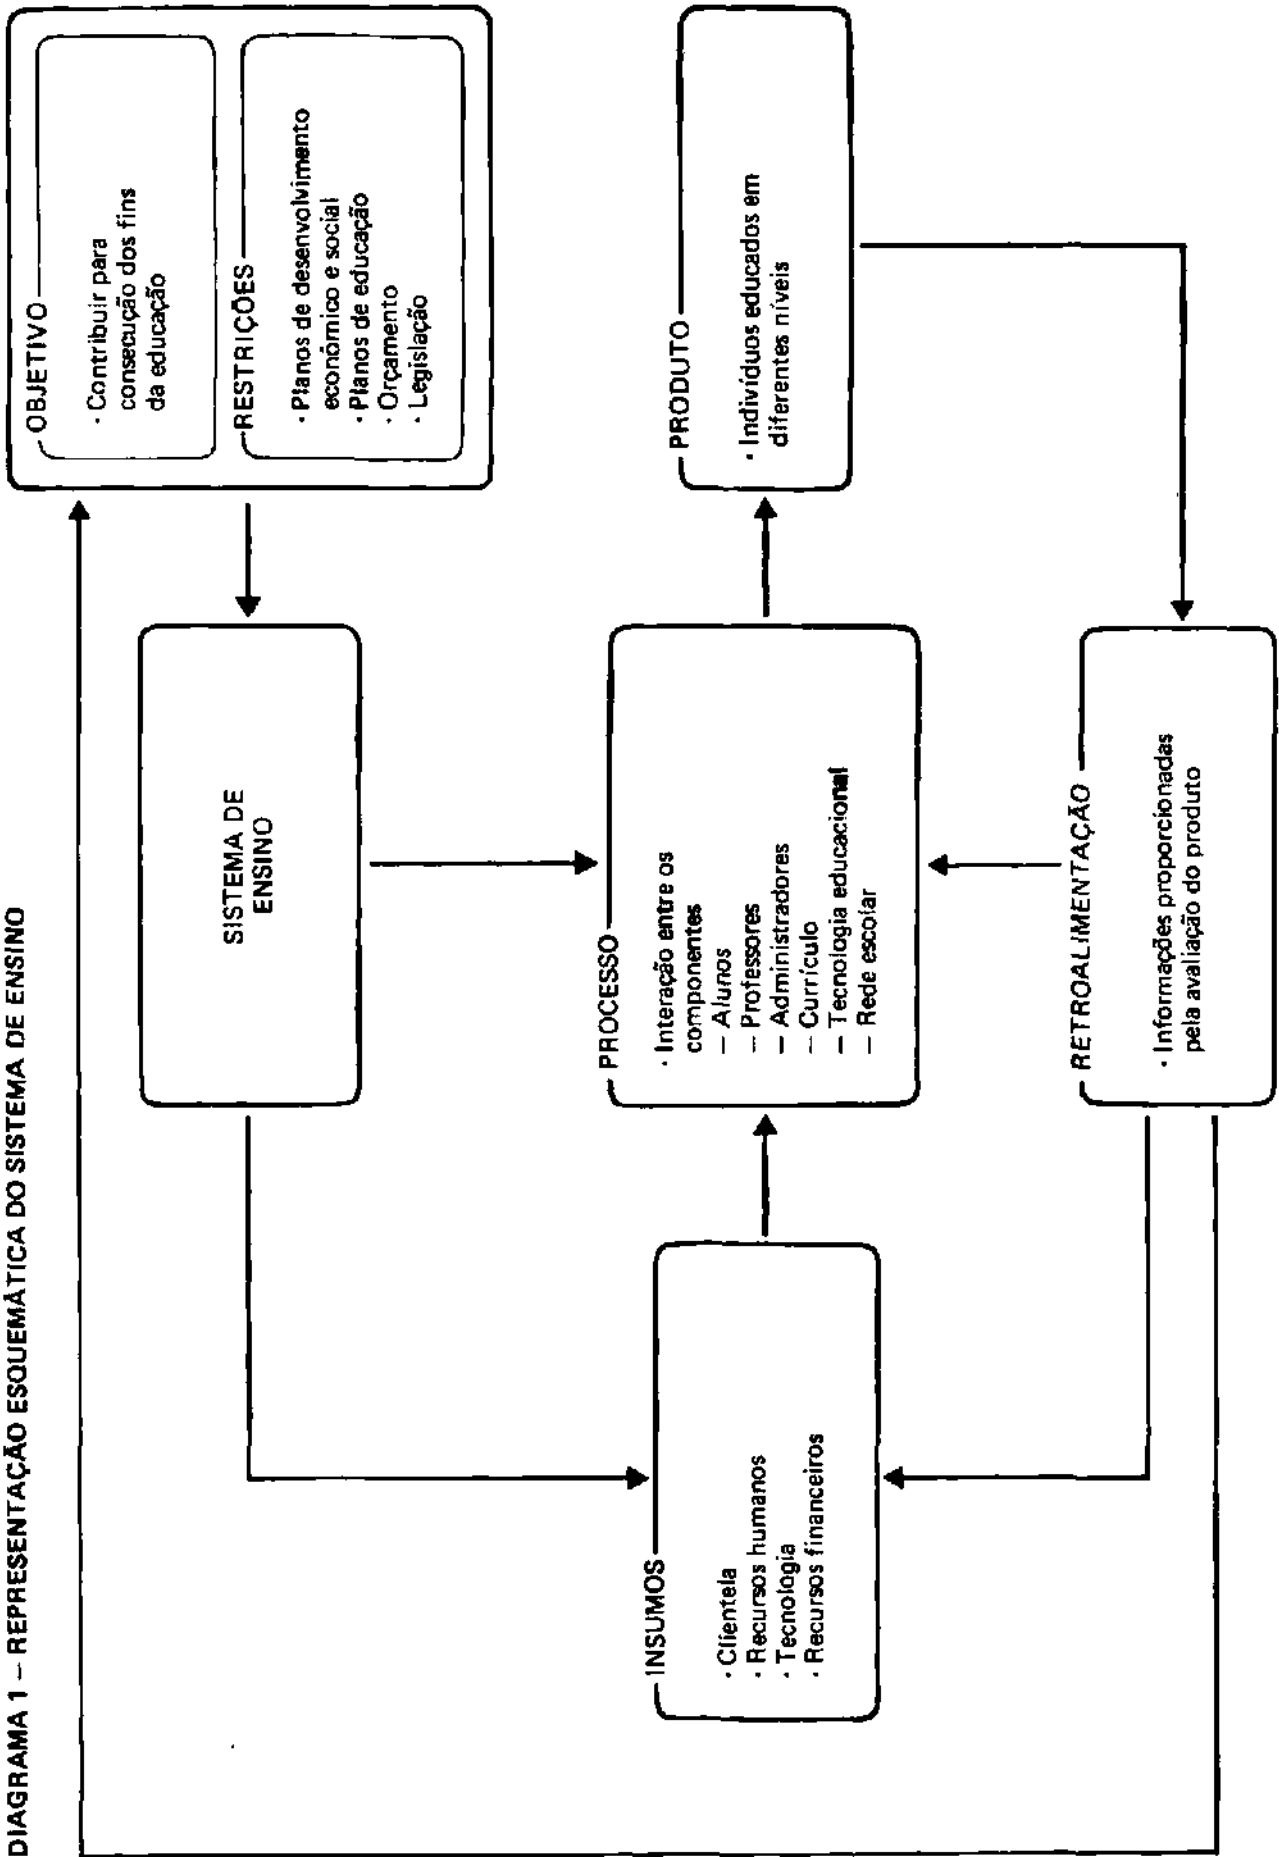 DIAGRAMA 1 – REPRESENTAÇÃO ESQUEMÁTICA DO SISTEMA DE ENSINO
OBJETIVO
· Contribuir para
consecução dos fins
da educação
RESTRIÇÕES
· Planos de desenvolvimento
econômico e social
· Planos de educação
· Orçamento
· Legislação
SISTEMA DE
ENSINO
INSUMOS
· Clientela
· Recursos humanos
· Tecnologia
· Recursos financeiros
PROCESSO
· Interação entre os
componentes
– Alunos
– Professores
– Administradores
– Currículo
– Tecnologia educacional
– Rede escolar
PRODUTO
· Indivíduos educados em
diferentes níveis
RETROALIMENTAÇÃO
· Informações proporcionadas
pela avaliação do produto